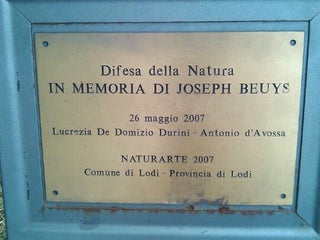 Difesa della Natura
IN MEMORIA DI JOSEPH BEUYS
26 maggio 2007
Lucrezia De Domizio Durini - Antonio d'Avossa
NATURARTE 2007
Comune di Lodi - Provincia di Lodi